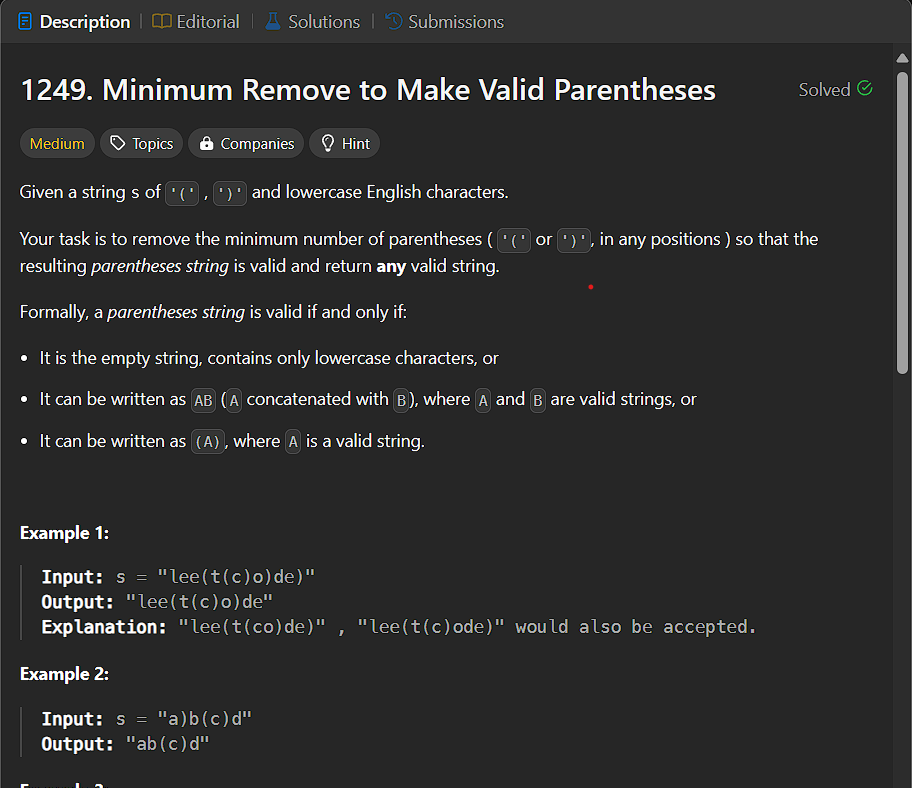 Description | Editorial | Solutions | Submissions
1249. Minimum Remove to Make Valid Parentheses
Solved
Medium Topics Companies Hint
Given a string s of '(' , ')' and lowercase English characters.
Your task is to remove the minimum number of parentheses ( '(' or ')', in any positions ) so that the
resulting parentheses string is valid and return any valid string.
Formally, a parentheses string is valid if and only if:
• It is the empty string, contains only lowercase characters, or
• It can be written as AB (A concatenated with B), where A and B are valid strings, or
• It can be written as (A), where A is a valid string.
Example 1:
Input: s = "lee(t(c)o)de)"
Output: "lee(t(c)o)de"
Explanation: "lee(t(co)de)" , "lee(t(c)ode)" would also be accepted.
Example 2:
Input: s = "a)b(c)d"
Output: "ab(c)d"